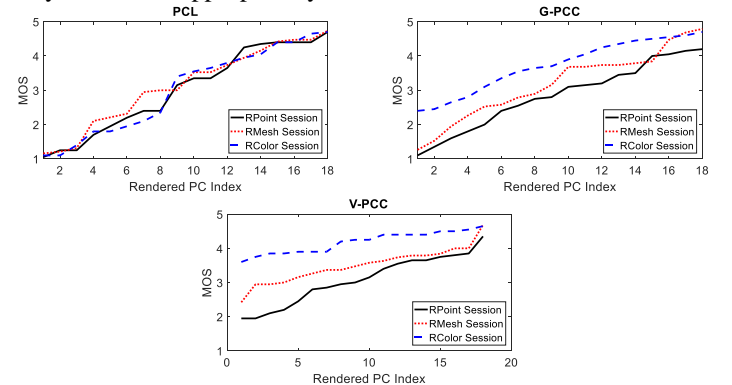 PCL
5
4
3
2
1
MOS
2 4 6 8 10 12 14 16 18
Rendered PC Index
RPoint Session
RMesh Session
RColor Session
G-PCC
5
4
3
2
1
MOS
2 4 6 8 10 12 14 16 18
Rendered PC Index
RPoint Session
RMesh Session
RColor Session
V-PCC
5
4
3
2
1
MOS
0 5 10 15 20
Rendered PC Index
RPoint Session
RMesh Session
RColor Session